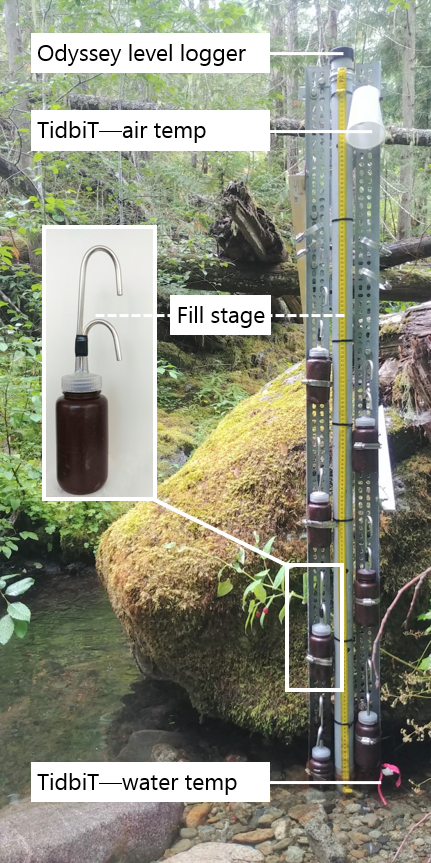 Odyssey level logger
TidbiT—air temp
Fill stage
TidbiT—water temp